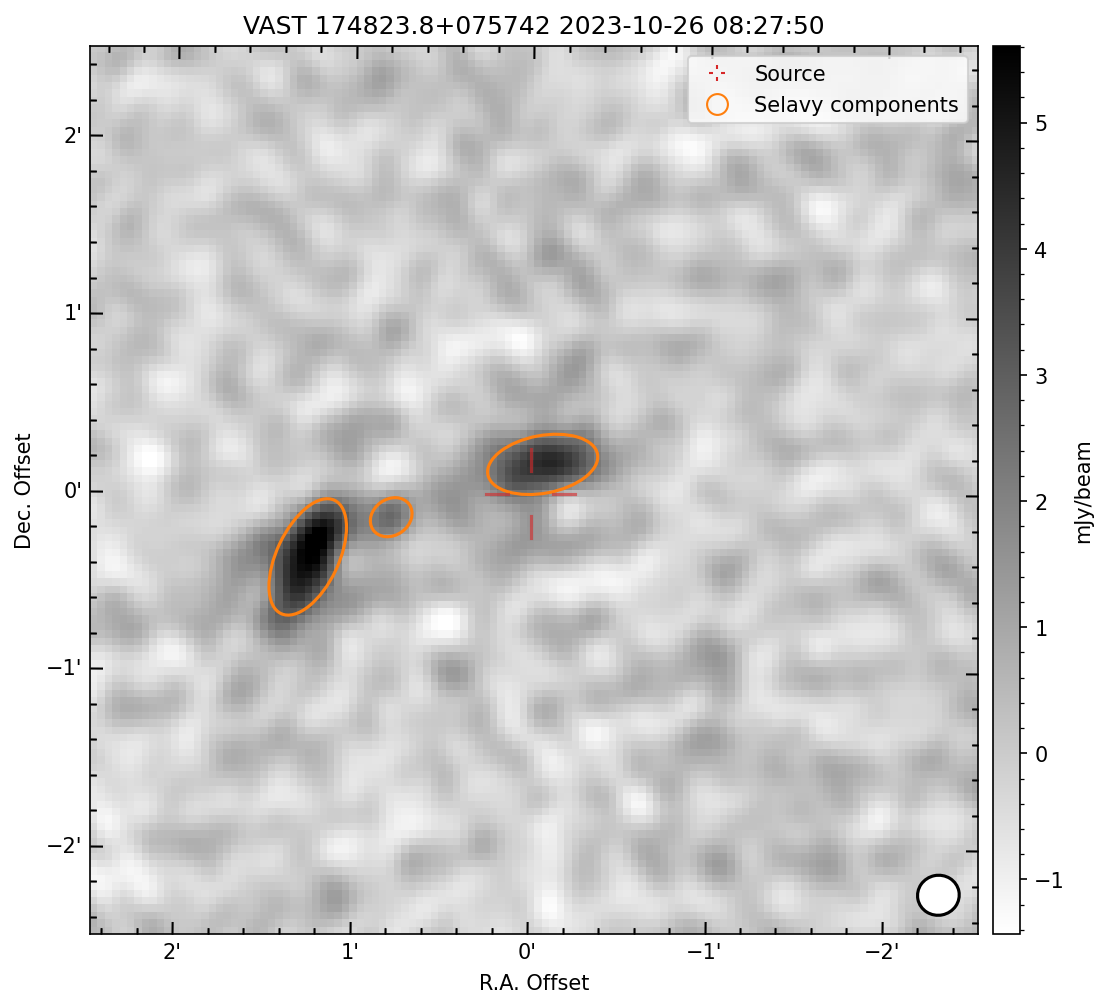 VAST 174823.8+075742 2023-10-26 08:27:50
Source
Selavy components
2'
1'
0'
−1'
−2'
Dec. Offset
2'
1'
0'
−1'
−2'
R.A. Offset
5
4
3
2
1
0
−1
mJy/beam